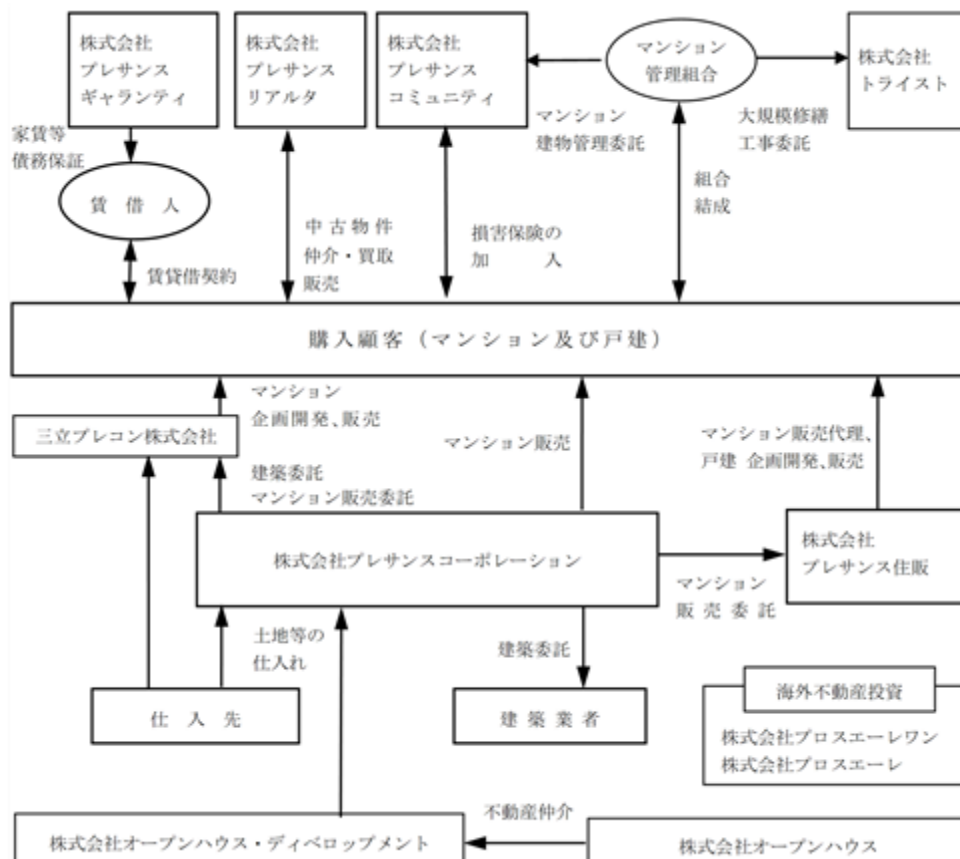 株式会社
プレサンス
ギャランティ
株式会社
プレサンス
リアルタ
株式会社
プレサンス
コミュニティ
マンション
管理組合
株式会社
トライスト
家賃等
債務保証
マンション
建物管理委託
大規模修繕
工事委託
賃借人
組合
結成
中古物件
仲介・買取
販売
損害保険の
加入
賃貸借契約
購入顧客（マンション及び戸建）
マンション
企画開発、販売
三立プレコン株式会社
マンション販売
マンション販売代理、
戸建 企画開発、販売
建築委託
マンション販売委託
株式会社プレサンスコーポレーション
株式会社
プレサンス住販
マンション
販売委託
土地等の
仕入れ
建築委託
仕入先
建築業者
海外不動産投資
株式会社プロスエーレワン
株式会社プロスエーレ
不動産仲介
株式会社オープンハウス・ディベロップメント
株式会社オープンハウス